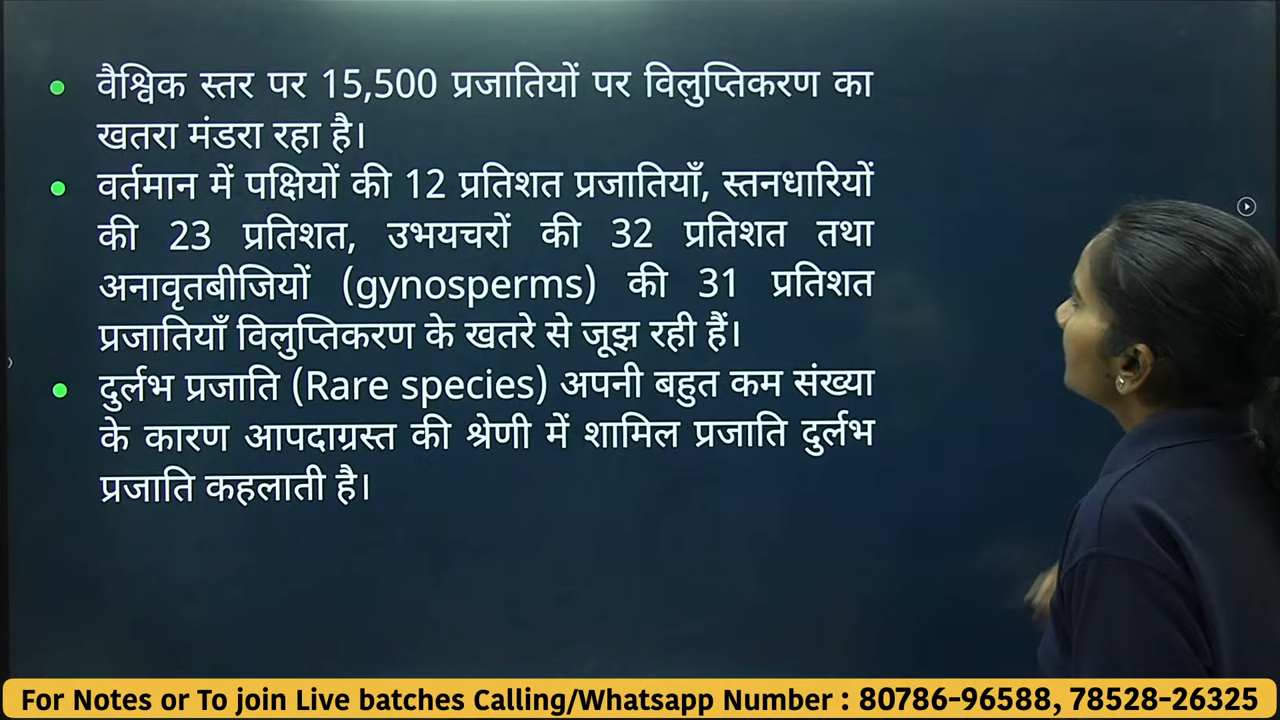 वैश्विक स्तर पर 15,500 प्रजातियों पर विलुप्तिकरण का
खतरा मंडरा रहा है।
वर्तमान में पक्षियों की 12 प्रतिशत प्रजातियाँ, स्तनधारियों
की 23 प्रतिशत, उभयचरों की 32 प्रतिशत तथा
अनावृतबीजियों (gynosperms) की 31 प्रतिशत
प्रजातियाँ विलुप्तिकरण के खतरे से जूझ रही हैं।
दुर्लभ प्रजाति (Rare species) अपनी बहुत कम संख्या
के कारण आपदाग्रस्त की श्रेणी में शामिल प्रजाति दुर्लभ
प्रजाति कहलाती है।
For Notes or To join Live batches Calling/Whatsapp Number : 80786-96588, 78528-26325